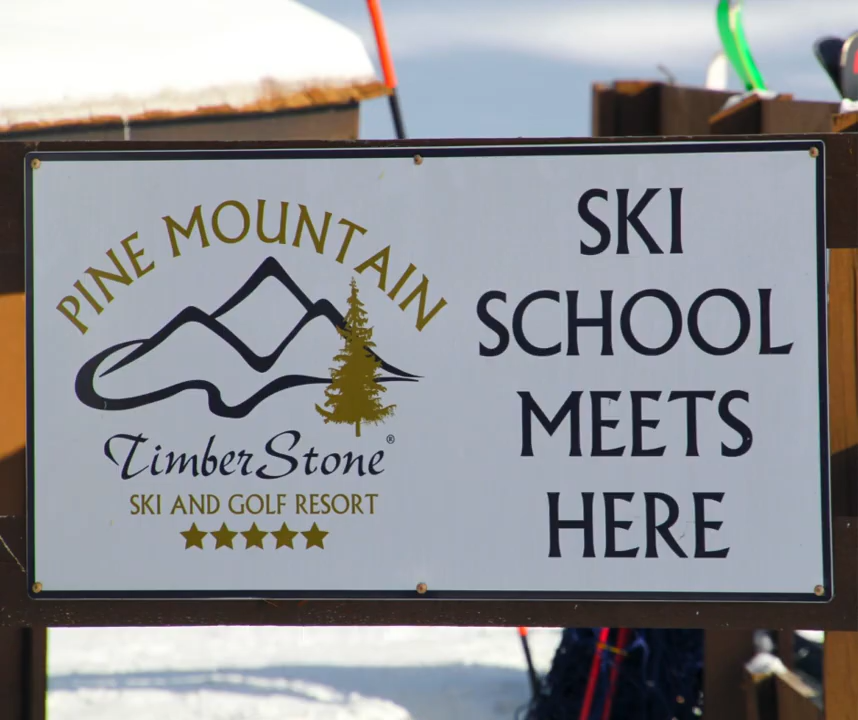 PINE MOUNTAIN
TimberStone®
SKI AND GOLF RESORT
SKI
SCHOOL
MEETS
HERE